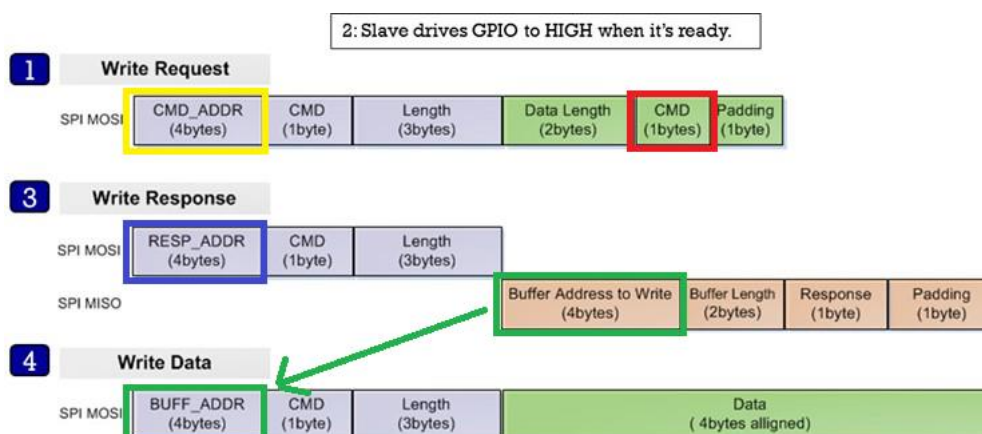 2: Slave drives GPIO to HIGH when it's ready.
1 Write Request
SPI MOSI CMD_ADDR CMD Length Data Length CMD Padding
(4bytes) (1byte) (3bytes) (2bytes) (1bytes) (1byte)
3 Write Response
SPI MOSI RESP_ADDR CMD Length
(4bytes) (1byte) (3bytes)
SPI MISO Buffer Address to Write Buffer Length Response Padding
(4bytes) (2bytes) (1byte) (1byte)
4 Write Data
SPI MOSI BUFF_ADDR CMD Length Data
(4bytes) (1byte) (3bytes) ( 4bytes alligned)